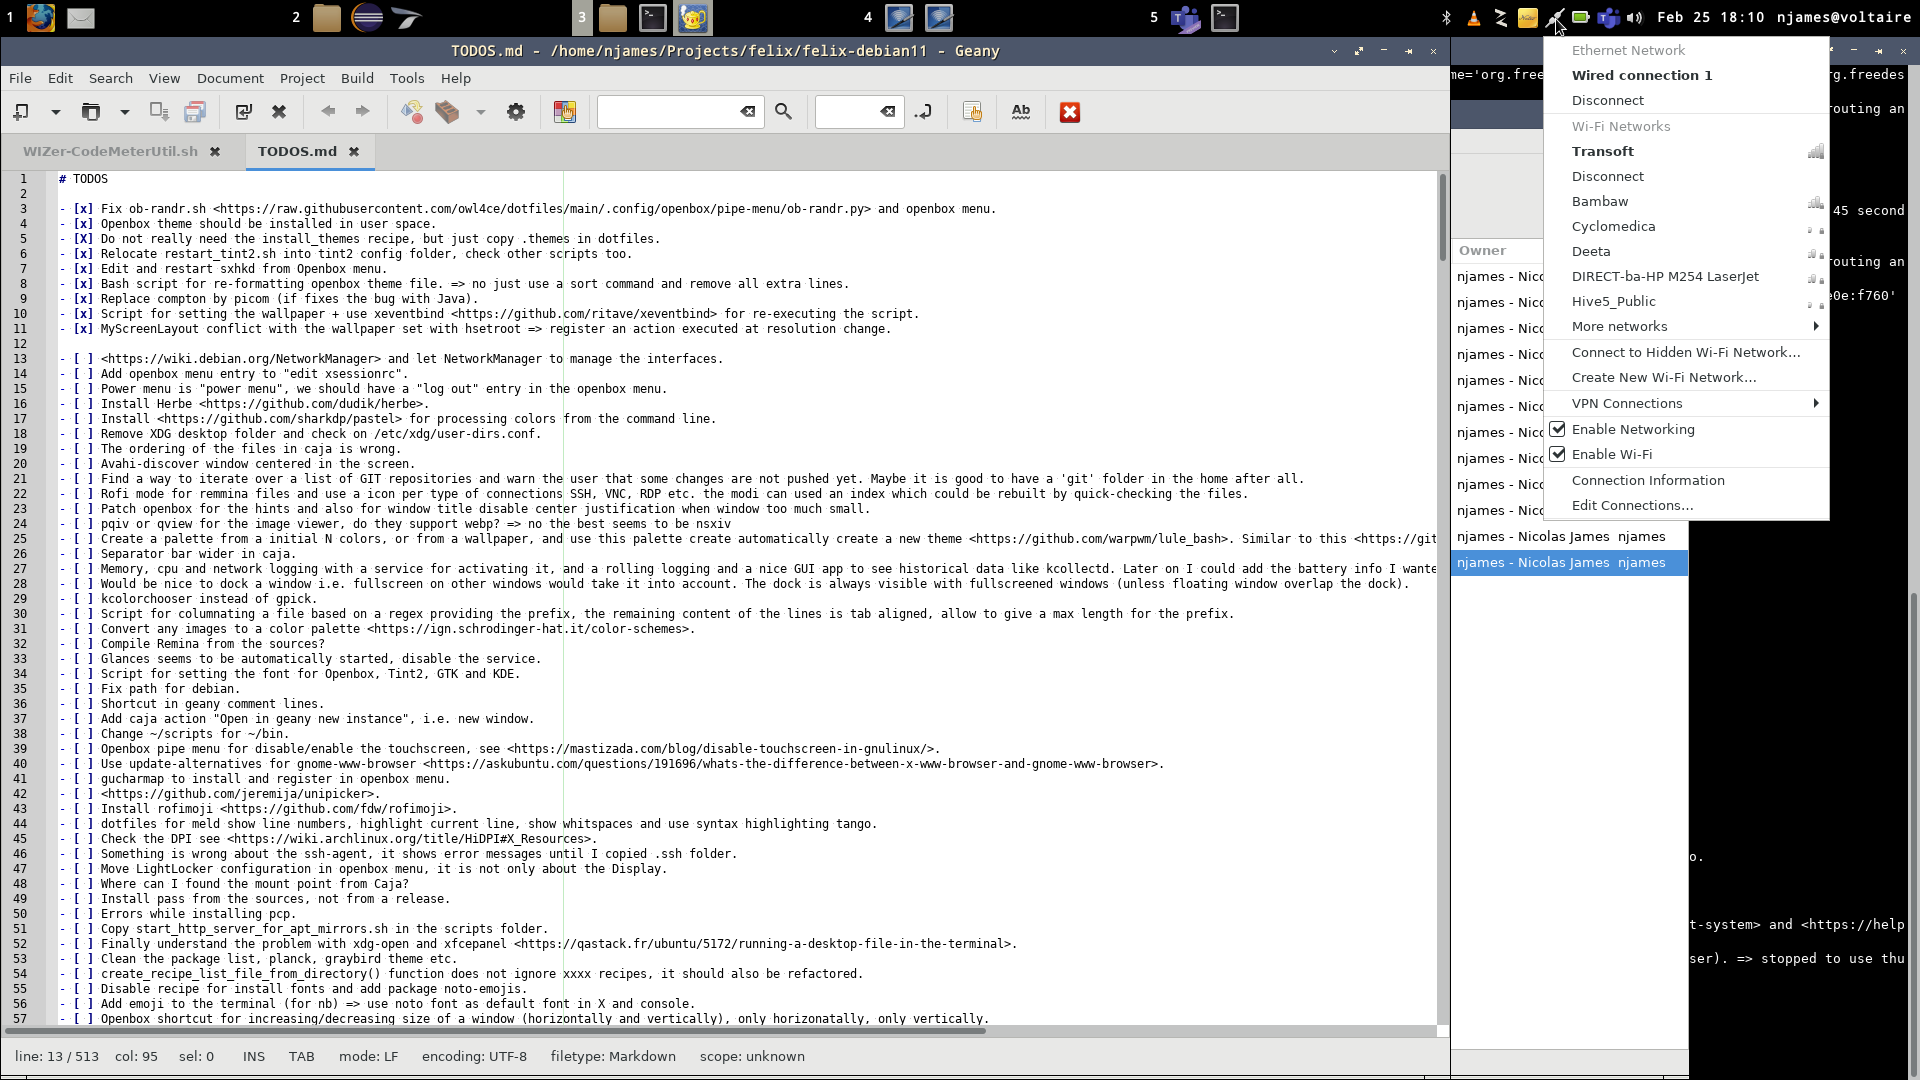 1
2
3
4
5
Feb 25 18:10
njames@voltaire
TODOS.md - /home/njames/Projects/felix/felix-debian11 - Geany
File Edit Search View Document Project Build Tools Help
WIZer-CodeMeterUtil.sh
TODOS.md
1 # TODOS
2
3 - [x] Fix ob-randr.sh <https://raw.githubusercontent.com/owl4ce/dotfiles/main/.config/openbox/pipe-menu/ob-randr.py> and openbox menu.
4 - [x] Openbox theme should be installed in user space.
5 - [X] Do not really need the install_themes recipe, but just copy .themes in dotfiles.
6 - [x] Relocate restart_tint2.sh into tint2 config folder, check other scripts too.
7 - [x] Edit and restart sxhkd from Openbox menu.
8 - [x] Bash script for re-formatting openbox theme file. => no just use a sort command and remove all extra lines.
9 - [x] Replace compton by picom (if fixes the bug with Java).
10 - [x] Script for setting the wallpaper + use xeventbind <https://github.com/ritave/xeventbind> for re-executing the script.
11 - [x] MyScreenLayout conflict with the wallpaper set with hsetroot => register an action executed at resolution change.
12
13 - [ ] <https://wiki.debian.org/NetworkManager> and let NetworkManager to manage the interfaces.
14 - [ ] Add openbox menu entry to "edit xsessionrc".
15 - [ ] Power menu is "power menu", we should have a "log out" entry in the openbox menu.
16 - [ ] Install Herbe <https://github.com/dudik/herbe>.
17 - [ ] Install <https://github.com/sharkdp/pastel> for processing colors from the command line.
18 - [ ] Remove XDG desktop folder and check on /etc/xdg/user-dirs.conf.
19 - [ ] The ordering of the files in caja is wrong.
20 - [ ] Avahi-discover window centered in the screen.
21 - [ ] Find a way to iterate over a list of GIT repositories and warn the user that some changes are not pushed yet. Maybe it is good to have a 'git' folder in the home after all.
22 - [ ] Rofi mode for remmina files and use a icon per type of connections SSH, VNC, RDP etc. the modi can used an index which could be rebuilt by quick-checking the files.
23 - [ ] Patch openbox for the hints and also for window title disable center justification when window too much small.
24 - [ ] pqiv or qview for the image viewer, do they support webp? => no the best seems to be nsxiv
25 - [ ] Create a palette from a initial N colors, or from a wallpaper, and use this palette create automatically create a new theme <https://github.com/warpwm/lule_bash>. Similar to this <https://git
26 - [ ] Separator bar wider in caja.
27 - [ ] Memory, cpu and network logging with a service for activating it, and a rolling logging and a nice GUI app to see historical data like kcollectd. Later on I could add the battery info I wante
28 - [ ] Would be nice to dock a window i.e. fullscreen on other windows would take it into account. The dock is always visible with fullscreened windows (unless floating window overlap the dock).
29 - [ ] kcolorchooser instead of gpick.
30 - [ ] Script for columnating a file based on a regex providing the prefix, the remaining content of the lines is tab aligned, allow to give a max length for the prefix.
31 - [ ] Convert any images to a color palette <https://ign.schrodinger-hat.it/color-schemes>.
32 - [ ] Compile Remina from the sources?
33 - [ ] Glances seems to be automatically started, disable the service.
34 - [ ] Script for setting the font for Openbox, Tint2, GTK and KDE.
35 - [ ] Fix path for debian.
36 - [ ] Shortcut in geany comment lines.
37 - [ ] Add caja action "Open in geany new instance", i.e. new window.
38 - [ ] Change ~/scripts for ~/bin.
39 - [ ] Openbox pipe menu for disable/enable the touchscreen, see <https://mastizada.com/blog/disable-touchscreen-in-gnulinux/>.
40 - [ ] Use update-alternatives for gnome-www-browser <https://askubuntu.com/questions/191696/whats-the-difference-between-x-www-browser-and-gnome-www-browser>.
41 - [ ] gucharmap to install and register in openbox menu.
42 - [ ] <https://github.com/jeremija/unipicker>.
43 - [ ] Install rofimoji <https://github.com/fdw/rofimoji>.
44 - [ ] dotfiles for meld show line numbers, highlight current line, show whitspaces and use syntax highlighting tango.
45 - [ ] Check the DPI see <https://wiki.archlinux.org/title/HiDPI#X_Resources>.
46 - [ ] Something is wrong about the ssh-agent, it shows error messages until I copied .ssh folder.
47 - [ ] Move LightLocker configuration in openbox menu, it is not only about the Display.
48 - [ ] Where can I found the mount point from Caja?
49 - [ ] Install pass from the sources, not from a release.
50 - [ ] Errors while installing pcp.
51 - [ ] Copy start_http_server_for_apt_mirrors.sh in the scripts folder.
52 - [ ] Finally understand the problem with xdg-open and xfcepanel <https://qastack.fr/ubuntu/5172/running-a-desktop-file-in-the-terminal>.
53 - [ ] Clean the package list, planck, graybird theme etc.
54 - [ ] create_recipe_list_file_from_directory() function does not ignore xxxx recipes, it should also be refactored.
55 - [ ] Disable recipe for install fonts and add package noto-emojis.
56 - [ ] Add emoji to the terminal (for nb) => use noto font as default font in X and console.
57 - [ ] Openbox shortcut for increasing/decreasing size of a window (horizontally and vertically), only horizonatally, only vertically.
line: 13 / 513 col: 95 sel: 0 INS TAB mode: LF encoding: UTF-8 filetype: Markdown scope: unknown
me='org.free
rg.freedes
routing an
45 second
routing an
e0e:f760'
Owner
njames - Nico
njames - Nico
njames - Nico
njames - Nico
njames - Nico
njames - Nico
njames - Nico
njames - Nico
njames - Nico
njames - Nico
njames - Nicolas James njames
njames - Nicolas James njames
o.
t-system> and <https://help
ser). => stopped to use thu
Ethernet Network
Wired connection 1
Disconnect
Wi-Fi Networks
Transoft
Disconnect
Bambaw
Cyclomedica
Deeta
DIRECT-ba-HP M254 LaserJet
Hive5_Public
More networks
Connect to Hidden Wi-Fi Network...
Create New Wi-Fi Network...
VPN Connections
Enable Networking
Enable Wi-Fi
Connection Information
Edit Connections...